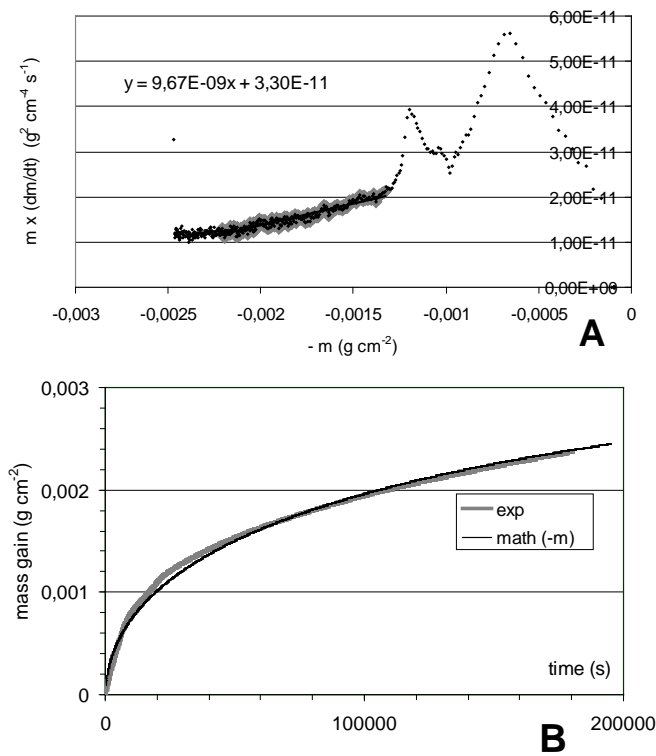 6,00E-11
5,00E-11
y = 9,67E-09x + 3,30E-11
4,00E-11
3,00E-11
2,00E-11
1,00E-11
0,00E+00
m x (dm/dt) (g² cm⁻⁴ s⁻¹)
-0,003 -0,0025 -0,002 -0,0015 -0,001 -0,0005 0
- m (g cm⁻²)
A
0,003
0,002
0,001
0
mass gain (g cm⁻²)
exp
math (-m)
time (s)
0 100000 200000
B